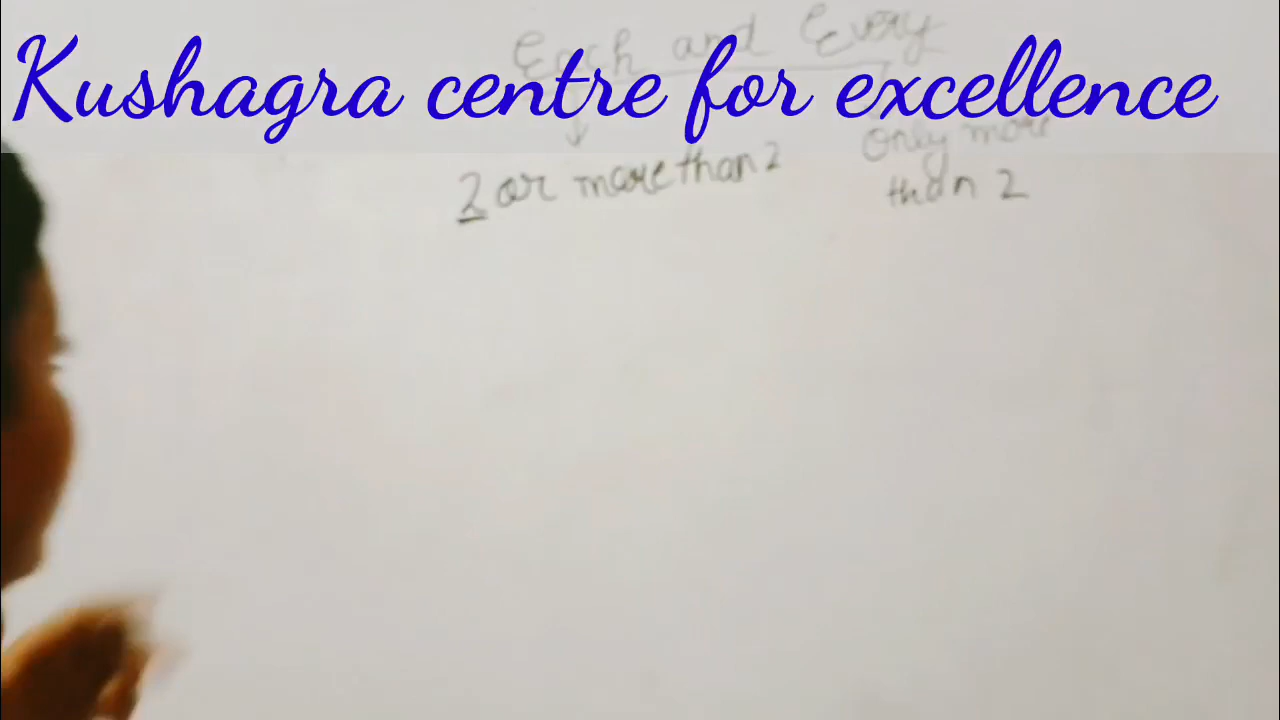 Each and Every
Kushagra centre for excellence
2 or more than 2
Only more
than 2